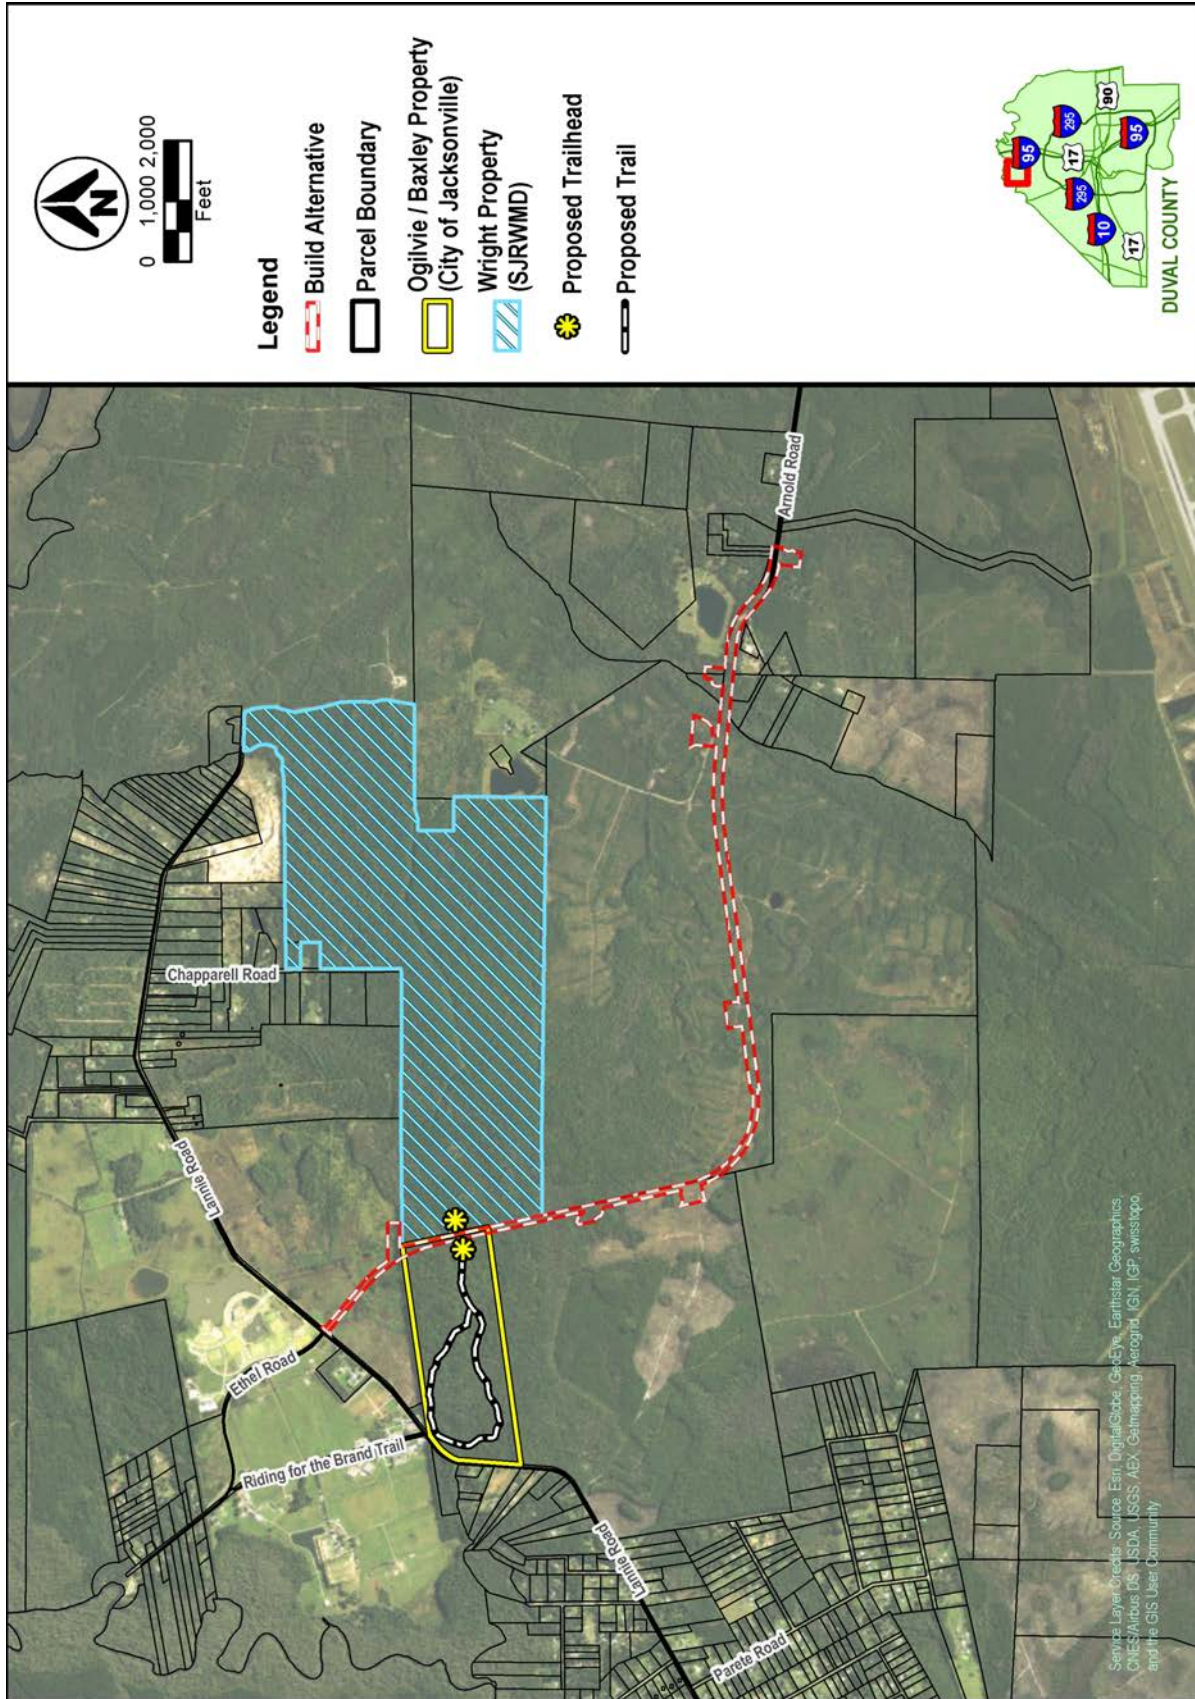 N
0 1,000 2,000
Feet
Legend
Build Alternative
Parcel Boundary
Ogilvie / Baxley Property
(City of Jacksonville)
Wright Property
(SJRWMD)
Proposed Trailhead
Proposed Trail
95
295
17
90
295
95
10
17
DUVAL COUNTY
Chapparell Road
Lannie Road
Ethel Road
Riding for the Brand Trail
Lannie Road
Parete Road
Arnold Road
Service Layer Credits: Source: Esri, DigitalGlobe, GeoEye, Earthstar Geographics,
CNES/Airbus DS, USDA, USGS, AEX, Getmapping, Aerogrid, IGN, IGP, swisstopo,
and the GIS User Community